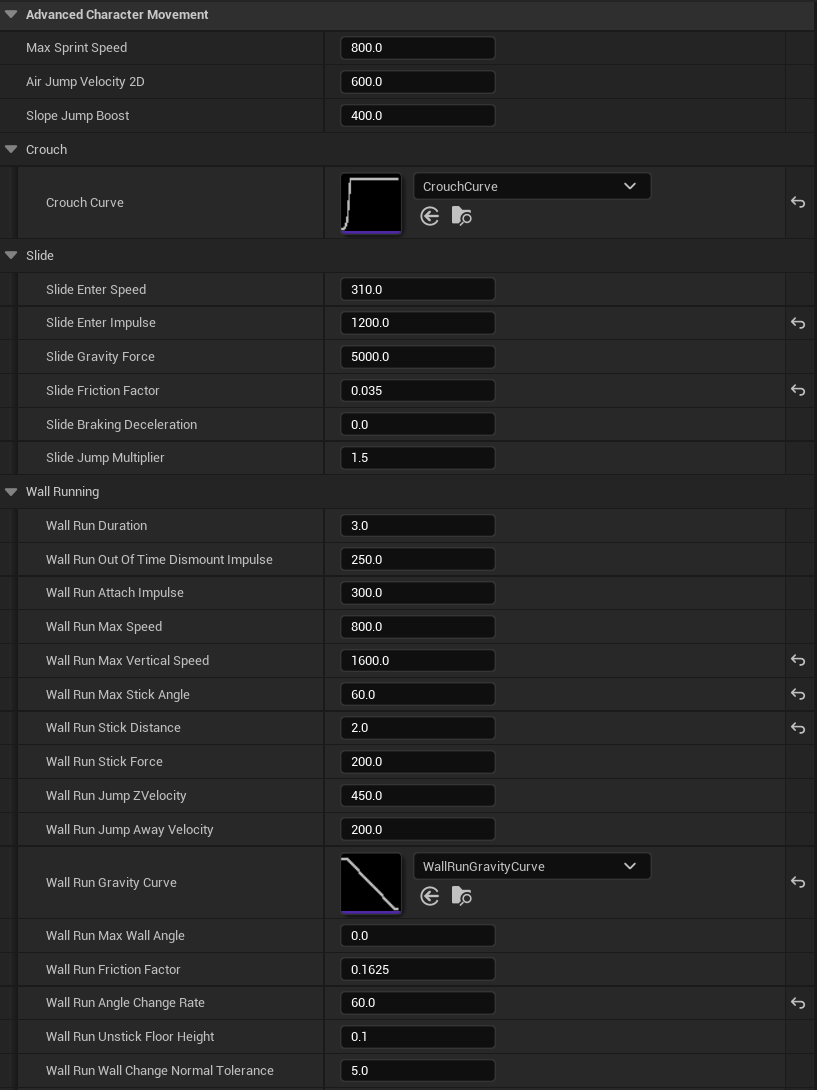 Advanced Character Movement
Max Sprint Speed 800.0
Air Jump Velocity 2D 600.0
Slope Jump Boost 400.0
Crouch
Crouch Curve CrouchCurve
Slide
Slide Enter Speed 310.0
Slide Enter Impulse 1200.0
Slide Gravity Force 5000.0
Slide Friction Factor 0.035
Slide Braking Deceleration 0.0
Slide Jump Multiplier 1.5
Wall Running
Wall Run Duration 3.0
Wall Run Out Of Time Dismount Impulse 250.0
Wall Run Attach Impulse 300.0
Wall Run Max Speed 800.0
Wall Run Max Vertical Speed 1600.0
Wall Run Max Stick Angle 60.0
Wall Run Stick Distance 2.0
Wall Run Stick Force 200.0
Wall Run Jump ZVelocity 450.0
Wall Run Jump Away Velocity 200.0
Wall Run Gravity Curve WallRunGravityCurve
Wall Run Max Wall Angle 0.0
Wall Run Friction Factor 0.1625
Wall Run Angle Change Rate 60.0
Wall Run Unstick Floor Height 0.1
Wall Run Wall Change Normal Tolerance 5.0